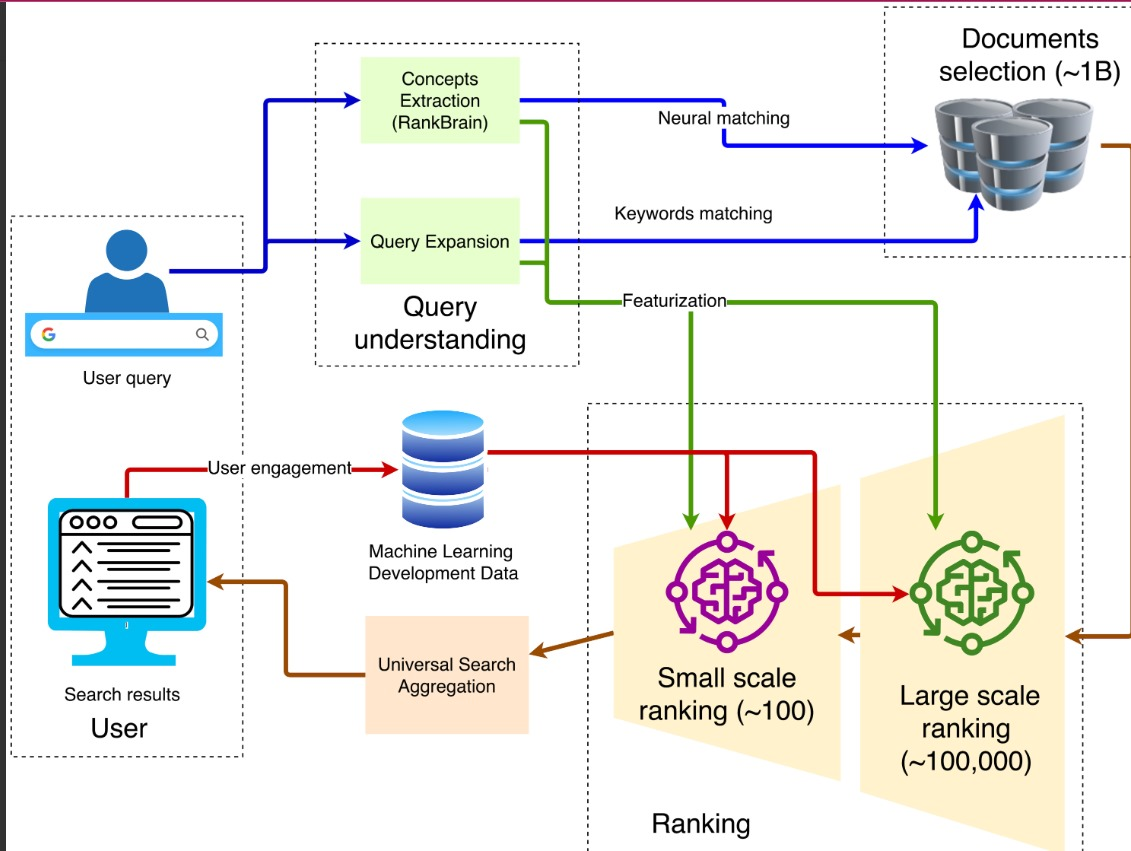 Documents
selection (~1B)
Concepts
Extraction
(RankBrain)
Neural matching
Keywords matching
Query Expansion
Query
understanding
Featurization
G
User query
User engagement
Machine Learning
Development Data
Universal Search
Aggregation
Small scale
ranking (~100)
Large scale
ranking
(~100,000)
Search results
User
Ranking